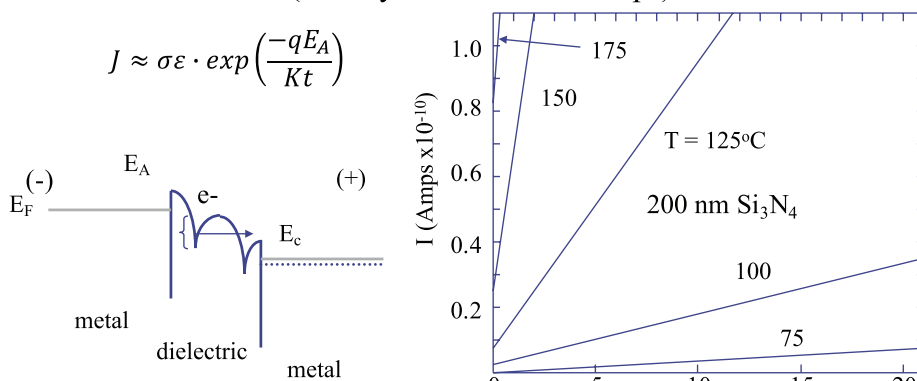 J ≈ σε · exp(−qE_A / Kt)
E_A
(-)
(+)
e-
E_F
E_c
metal
dielectric
metal
I (Amps x10⁻¹⁰)
1.0
0.8
0.6
0.4
0.2
175
150
T = 125°C
200 nm Si₃N₄
100
75
0
5
10
15
20